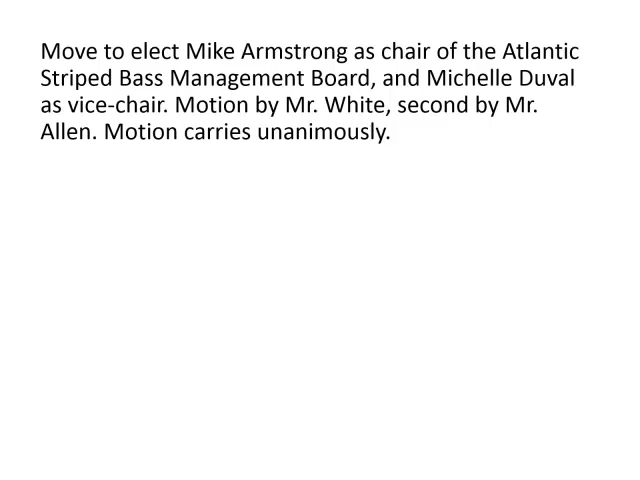 Move to elect Mike Armstrong as chair of the Atlantic
Striped Bass Management Board, and Michelle Duval
as vice-chair. Motion by Mr. White, second by Mr.
Allen. Motion carries unanimously.